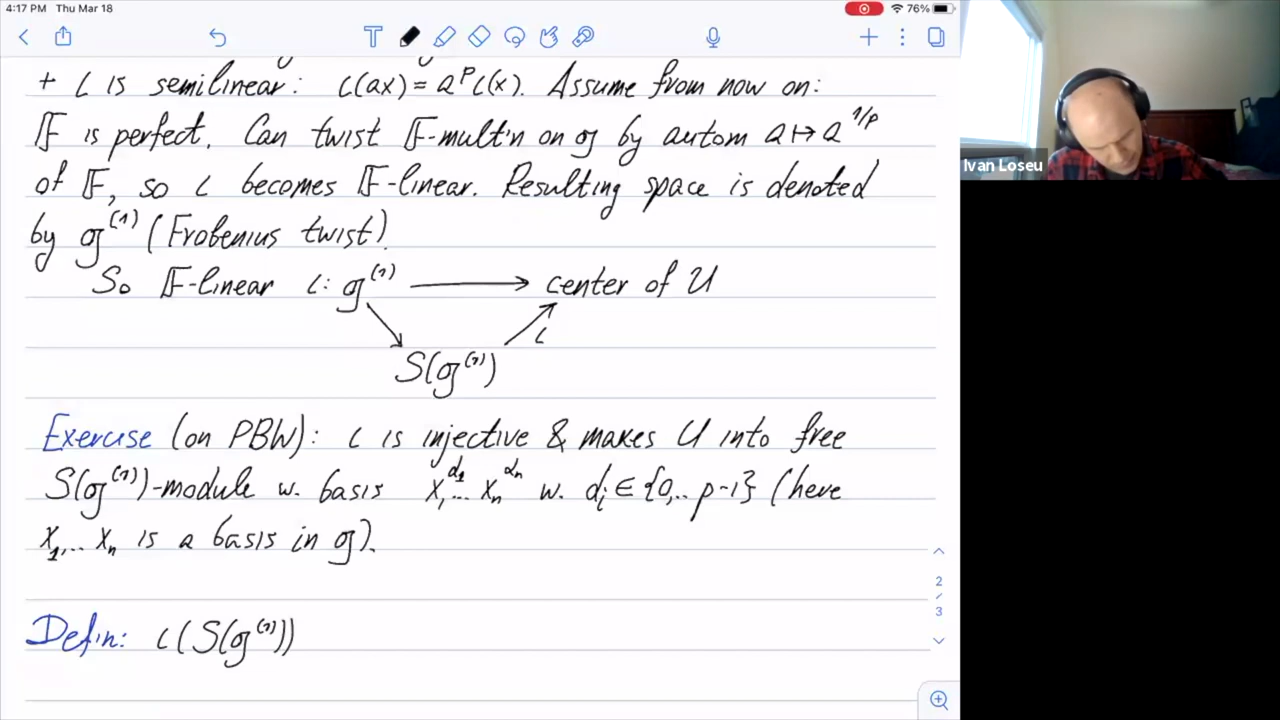 4:17 PM Thu Mar 18
76%
+ ι is semilinear: ι(ax) = a^p ι(x). Assume from now on:
𝔽 is perfect. Can twist 𝔽-mult'n on 𝔤 by autom a ↦ a^{1/p}
of 𝔽, so ι becomes 𝔽-linear. Resulting space is denoted
by 𝔤^{(1)} (Frobenius twist).
So 𝔽-linear ι: 𝔤^{(1)} ⟶ center of U
↘ ↗ ι
S(𝔤^{(1)})
Exercise (on PBW): ι is injective & makes U into free
S(𝔤^{(1)})-module w. basis x_1^{d_1}... x_n^{d_n} w. d_i ∈ {0,.. p-1} (here
x_1,... x_n is a basis in 𝔤).
Defin: ι(S(𝔤^{(1)}))
Ivan Loseu
2
/
3